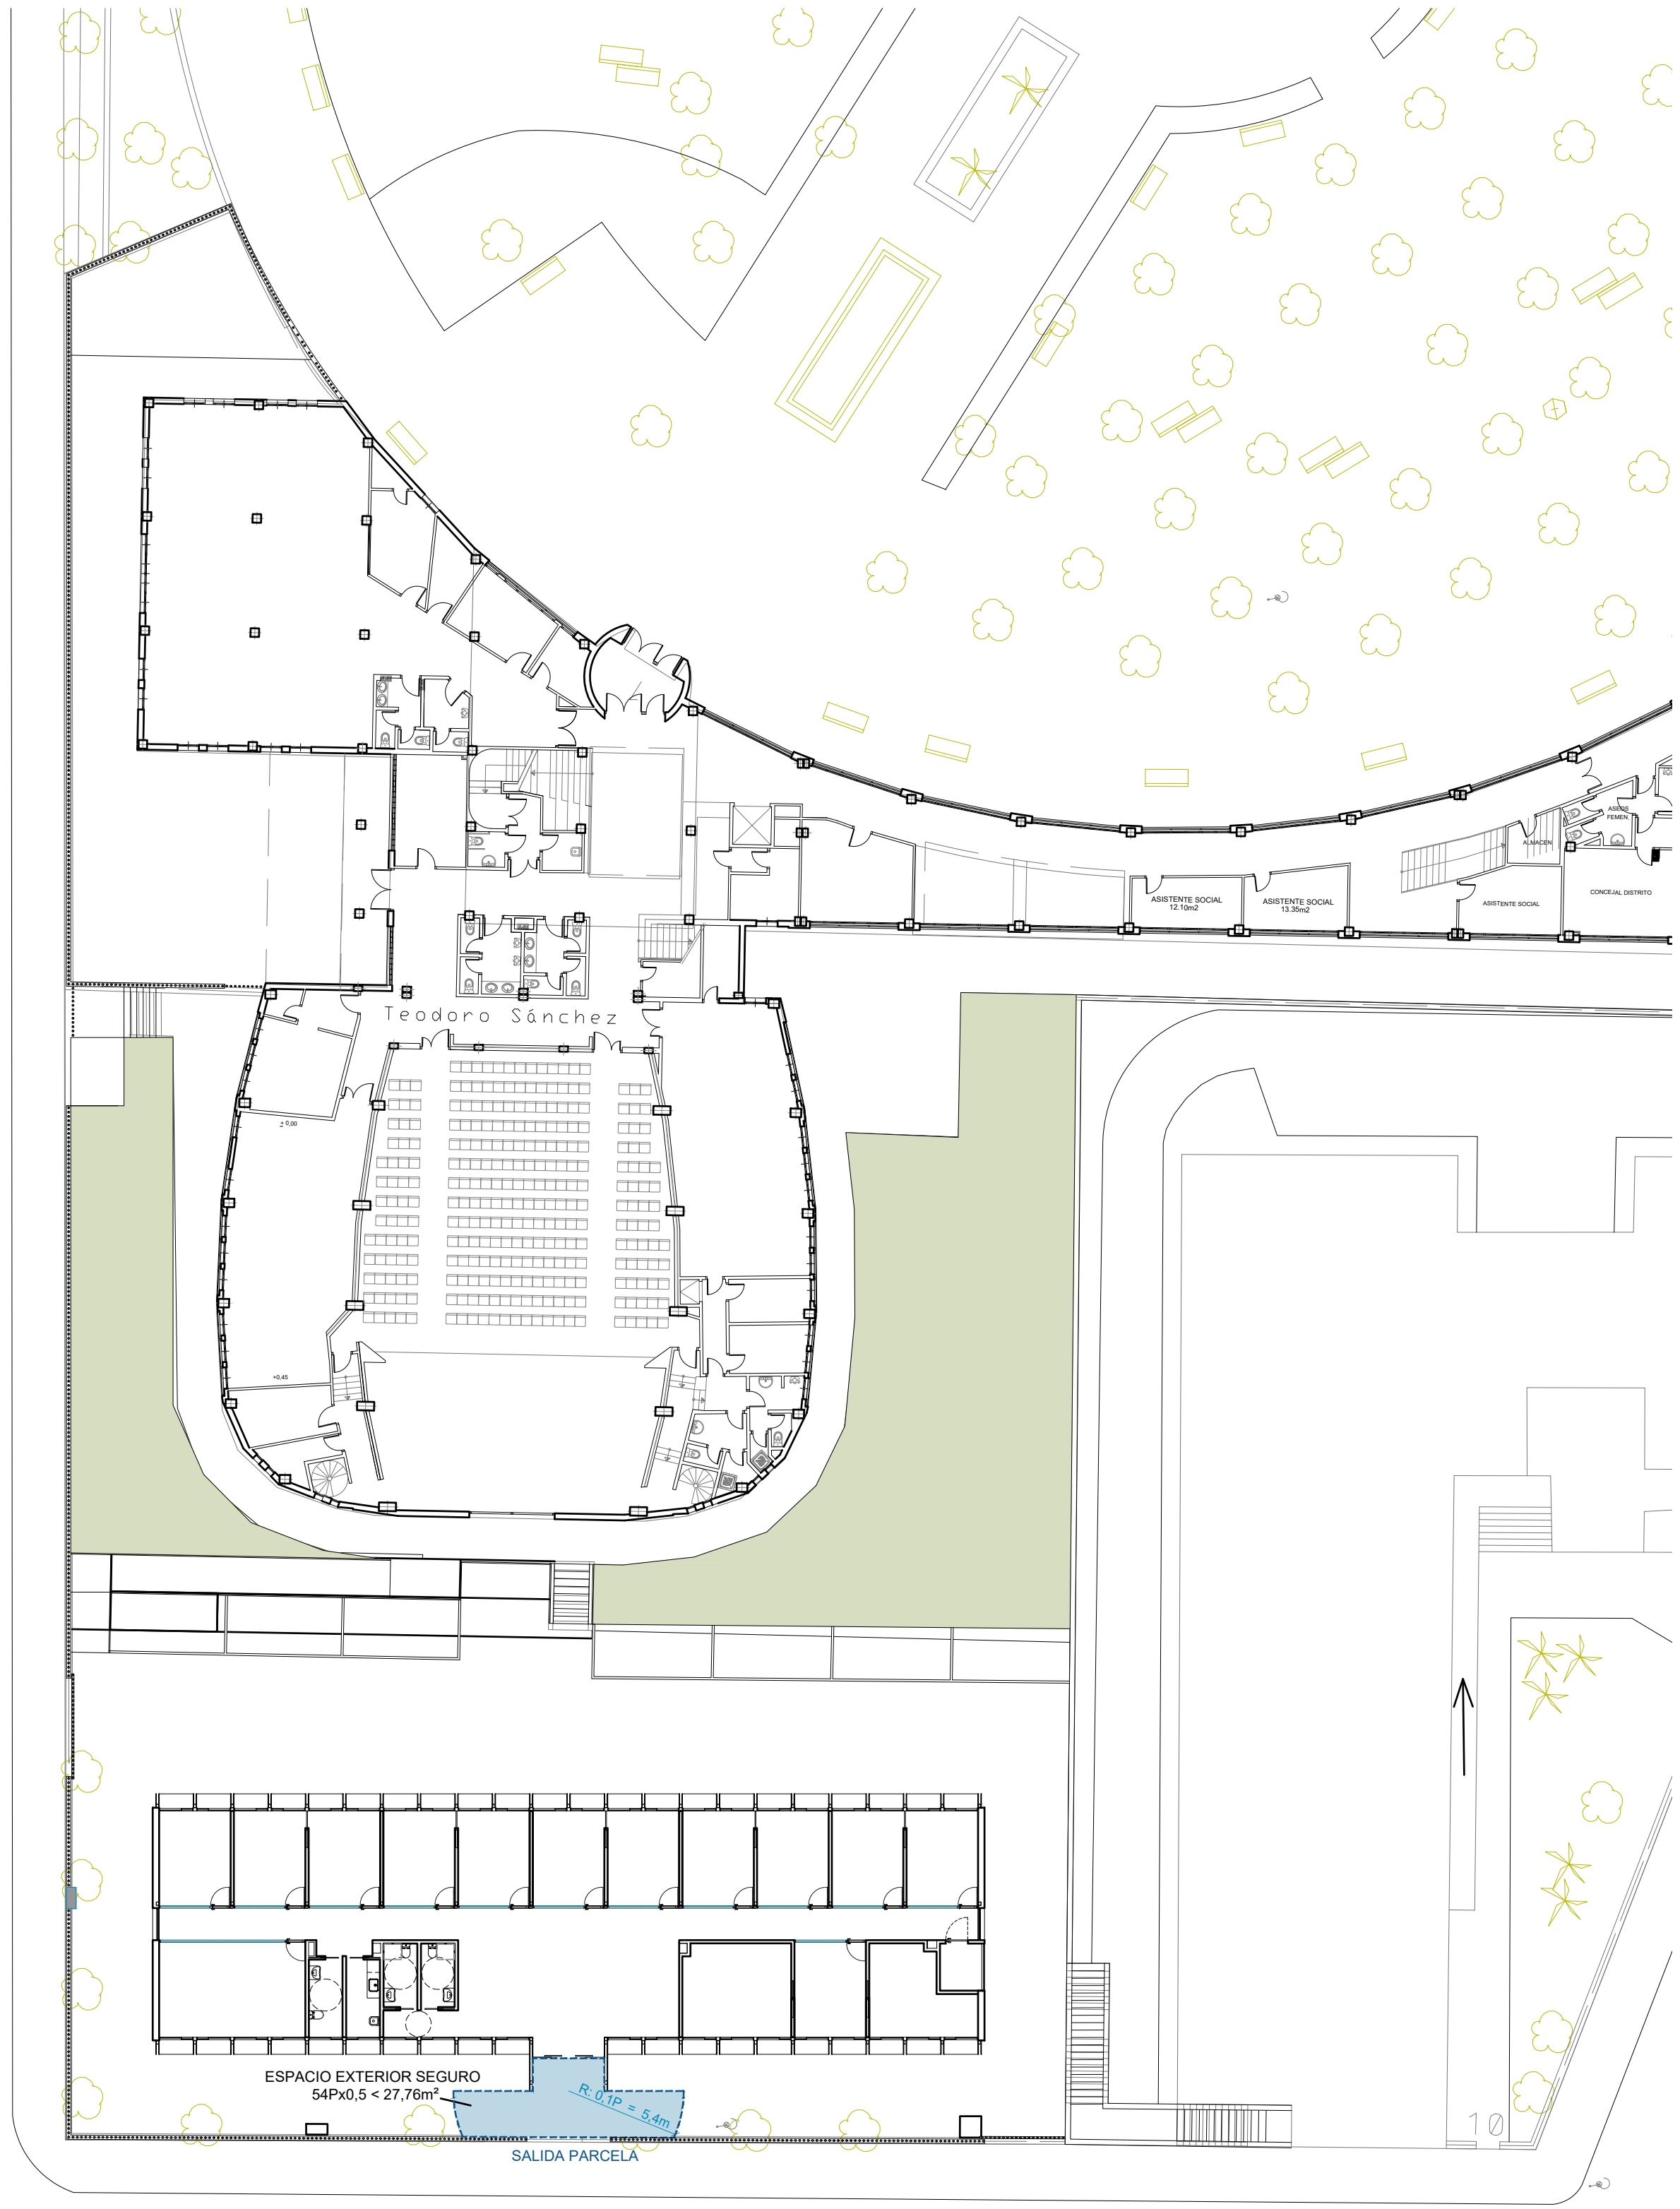 ASEOS
FEMEN.
ALMACEN
CONCEJAL DISTRITO
ASISTENTE SOCIAL
12.10m2
ASISTENTE SOCIAL
13.35m2
ASISTENTE SOCIAL
Teodoro Sánchez
± 0,00
+0,45
ESPACIO EXTERIOR SEGURO
54Px0,5 < 27,76m²
R: 0,1P = 5,4m
SALIDA PARCELA
10